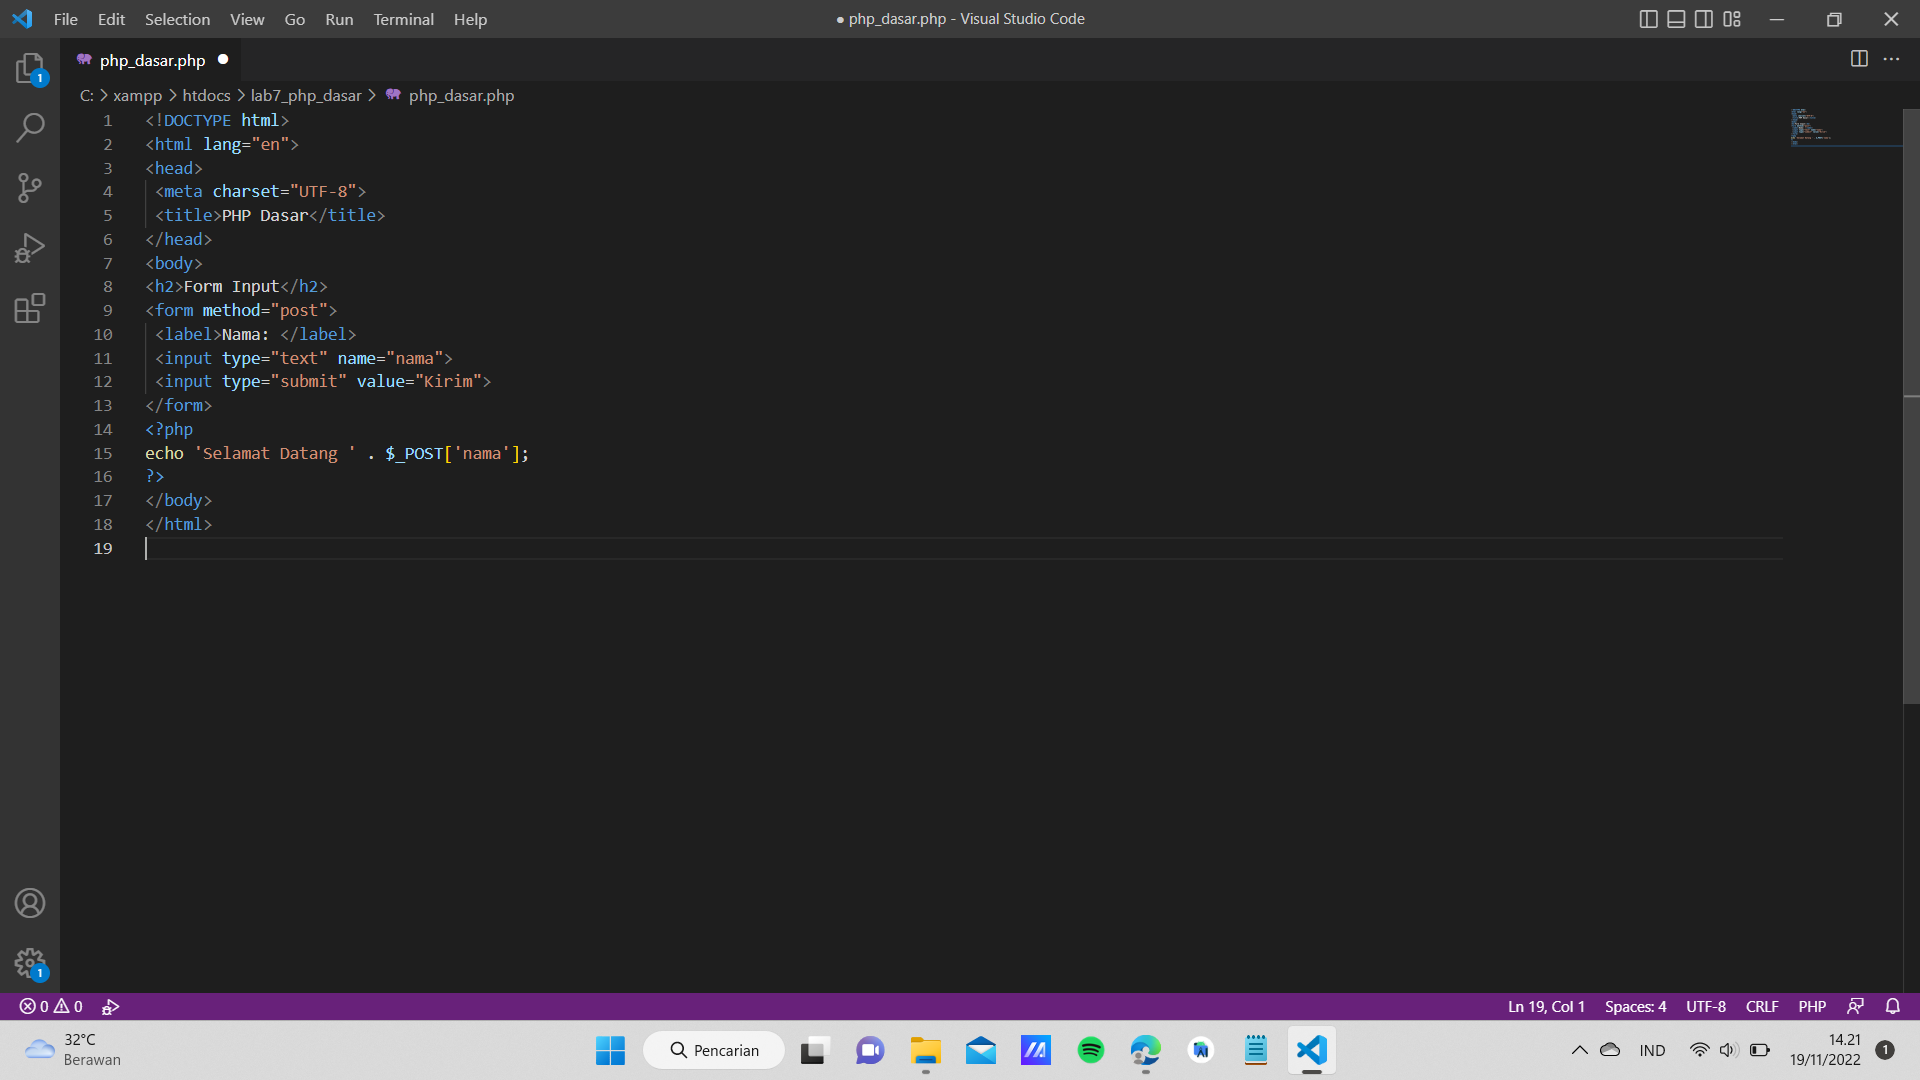 File Edit Selection View Go Run Terminal Help
● php_dasar.php - Visual Studio Code
php_dasar.php
1
C: > xampp > htdocs > lab7_php_dasar > php_dasar.php
1 <!DOCTYPE html>
2 <html lang="en">
3 <head>
4 <meta charset="UTF-8">
5 <title>PHP Dasar</title>
6 </head>
7 <body>
8 <h2>Form Input</h2>
9 <form method="post">
10 <label>Nama: </label>
11 <input type="text" name="nama">
12 <input type="submit" value="Kirim">
13 </form>
14 <?php
15 echo 'Selamat Datang ' . $_POST['nama'];
16 ?>
17 </body>
18 </html>
19
1
0 0
Ln 19, Col 1 Spaces: 4 UTF-8 CRLF PHP
32°C
Berawan
Pencarian
IND
14.21
19/11/2022
1